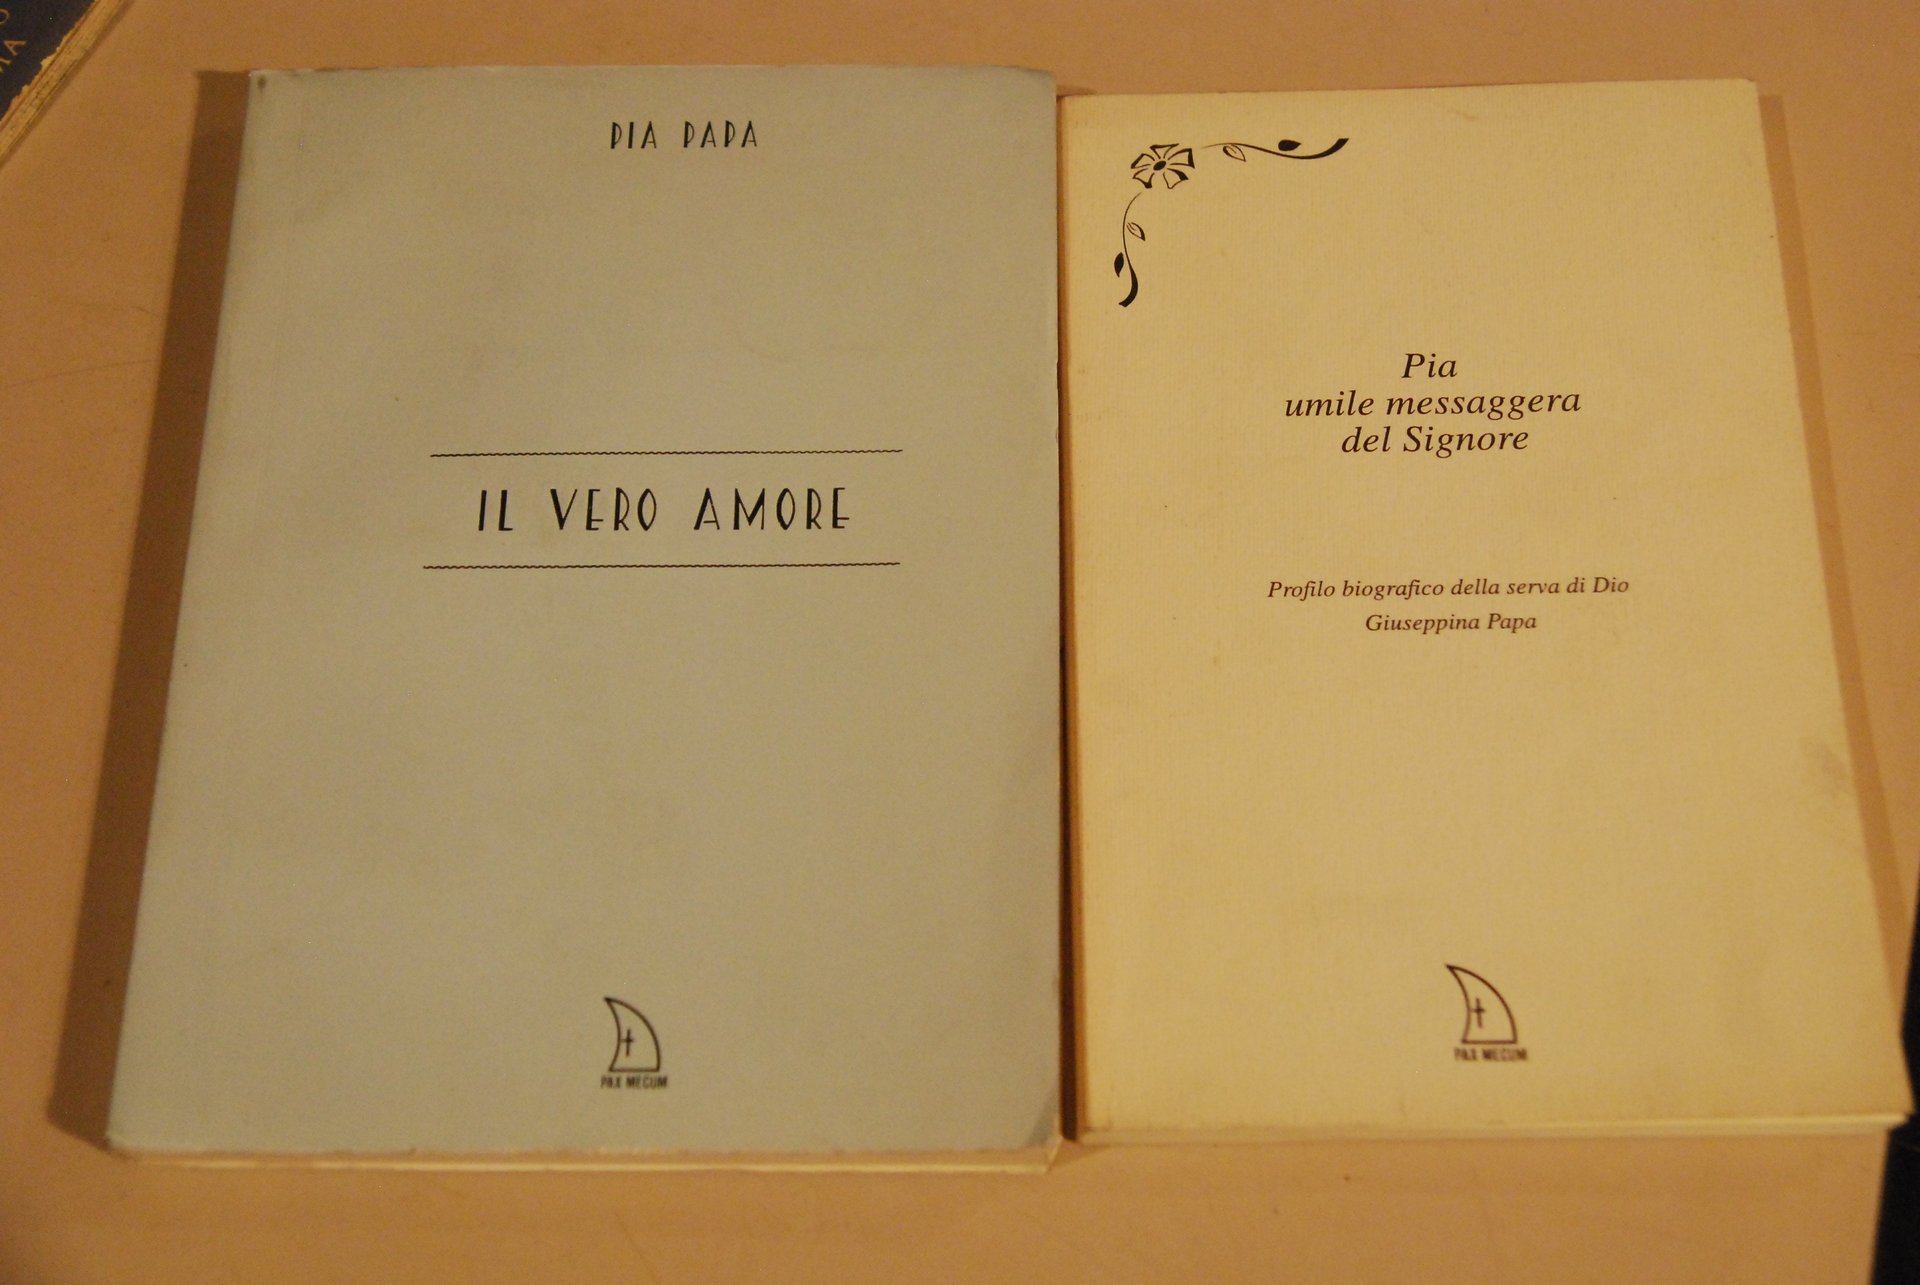 PIA PAPA
IL VERO AMORE
PAX MECUM
Pia
umile messaggera
del Signore
Profilo biografico della serva di Dio
Giuseppina Papa
PAX MECUM